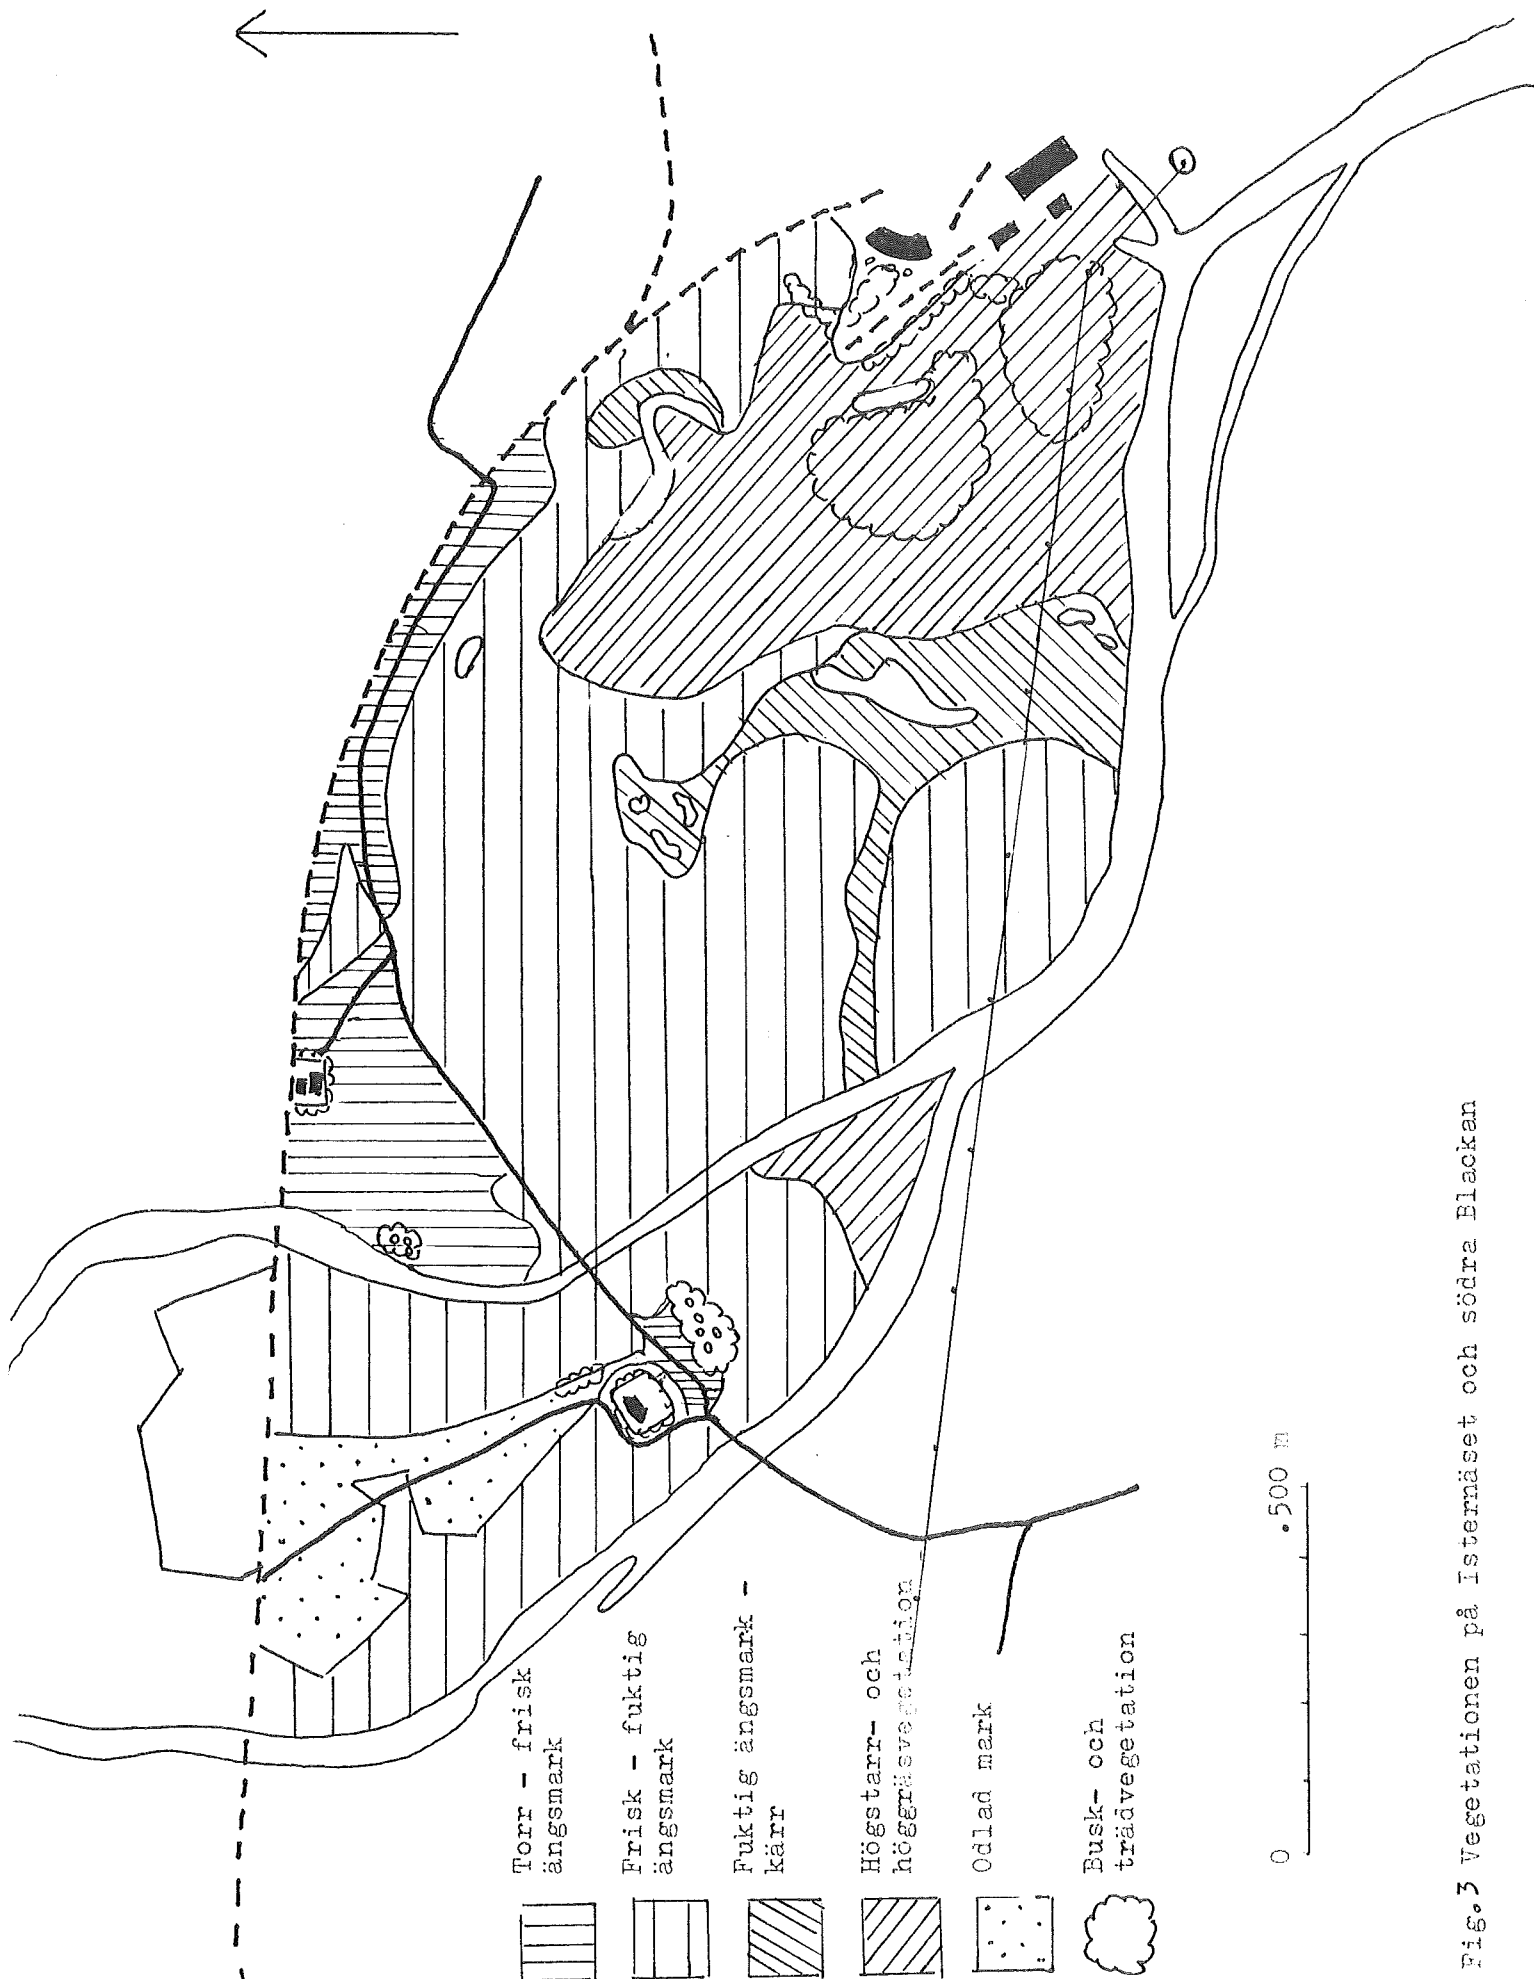 Torr - frisk
ängsmark
Frisk - fuktig
ängsmark
Fuktig ängsmark -
kärr
Högstarr- och
höggräsvegetation
Odlad mark
Busk- och
trädvegetation
0 500 m
Fig.3 Vegetationen på Isternäset och södra Blackan